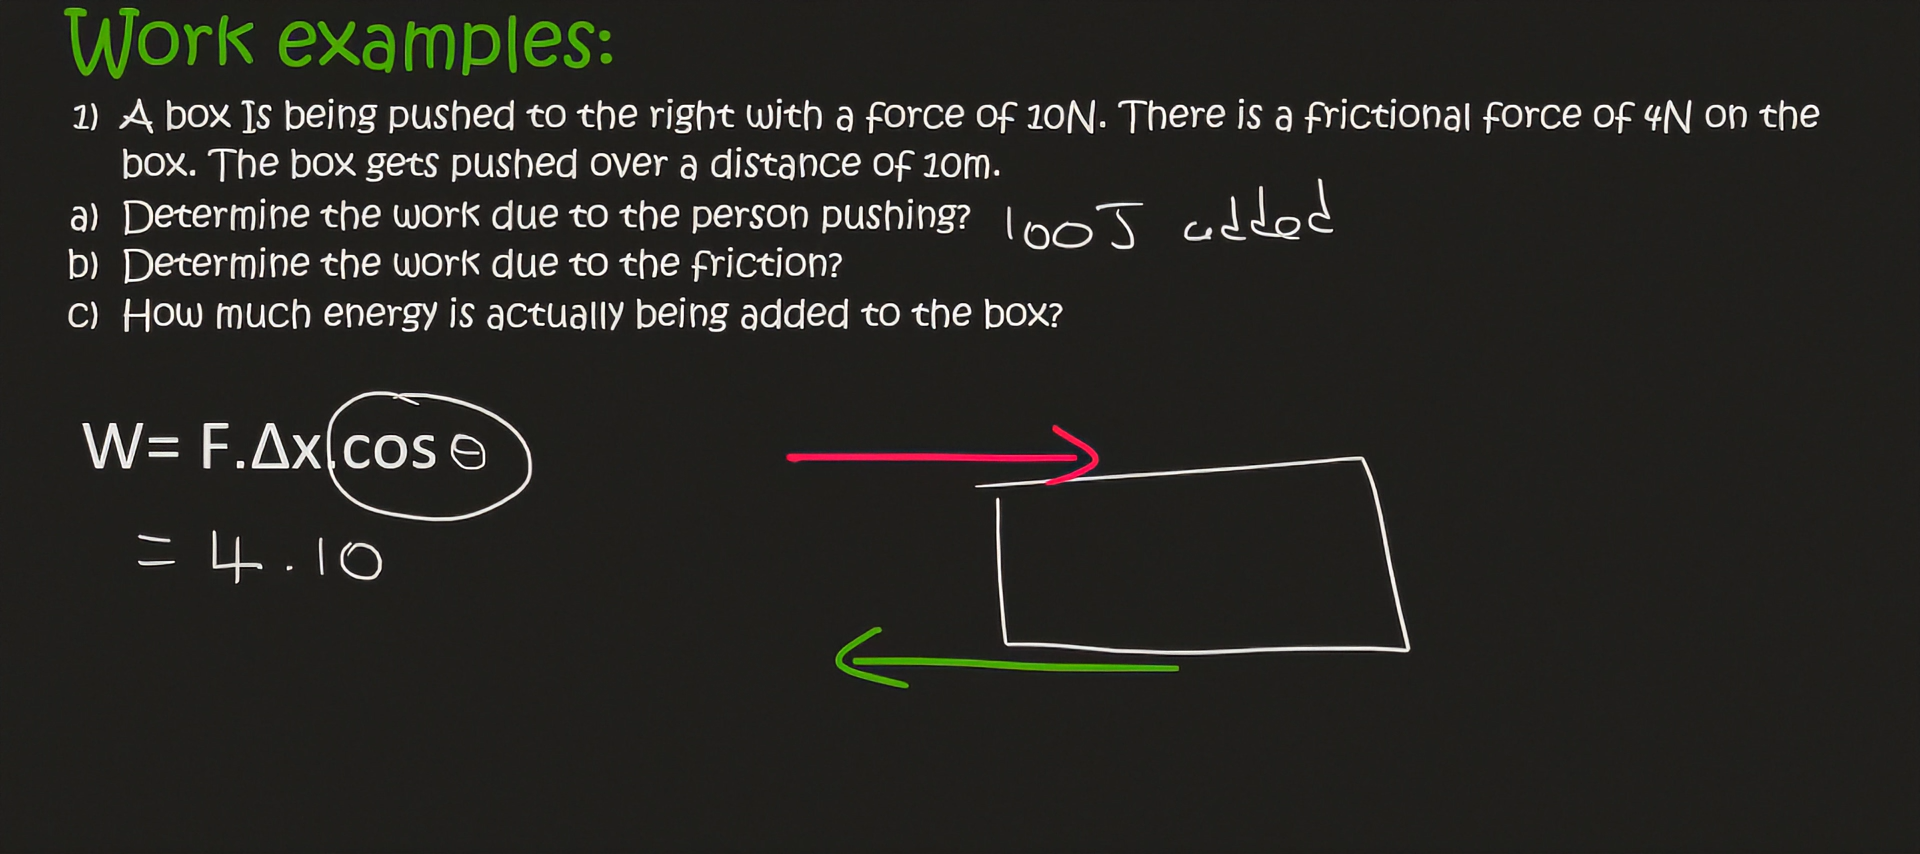 Work examples:
1) A box Is being pushed to the right with a force of 10N. There is a frictional force of 4N on the
box. The box gets pushed over a distance of 10m.
a) Determine the work due to the person pushing? 100J added
b) Determine the work due to the friction?
c) How much energy is actually being added to the box?
W= F.Δx.cos θ
= 4.10